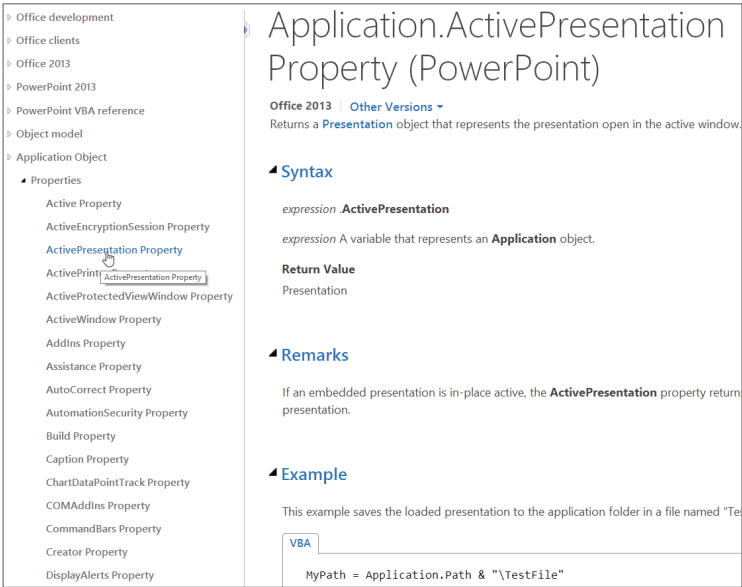 Office development
Office clients
Office 2013
PowerPoint 2013
PowerPoint VBA reference
Object model
Application Object
Properties
Active Property
ActiveEncryptionSession Property
ActivePresentation Property
ActivePrint
ActivePresentation Property
ActiveProtectedViewWindow Property
ActiveWindow Property
AddIns Property
Assistance Property
AutoCorrect Property
AutomationSecurity Property
Build Property
Caption Property
ChartDataPointTrack Property
COMAddIns Property
CommandBars Property
Creator Property
DisplayAlerts Property
Application.ActivePresentation
Property (PowerPoint)
Office 2013 Other Versions
Returns a Presentation object that represents the presentation open in the active window.
Syntax
expression .ActivePresentation
expression A variable that represents an Application object.
Return Value
Presentation
Remarks
If an embedded presentation is in-place active, the ActivePresentation property return
presentation.
Example
This example saves the loaded presentation to the application folder in a file named "Te
VBA
MyPath = Application.Path & "\TestFile"